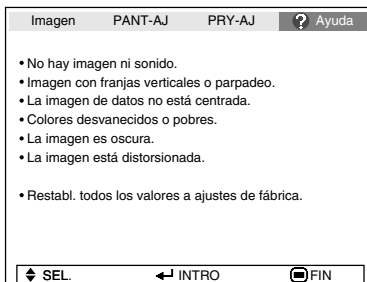 Imagen PANT-AJ PRY-AJ ? Ayuda
• No hay imagen ni sonido.
• Imagen con franjas verticales o parpadeo.
• La imagen de datos no está centrada.
• Colores desvanecidos o pobres.
• La imagen es oscura.
• La imagen está distorsionada.
• Restabl. todos los valores a ajustes de fábrica.
SEL. INTRO FIN